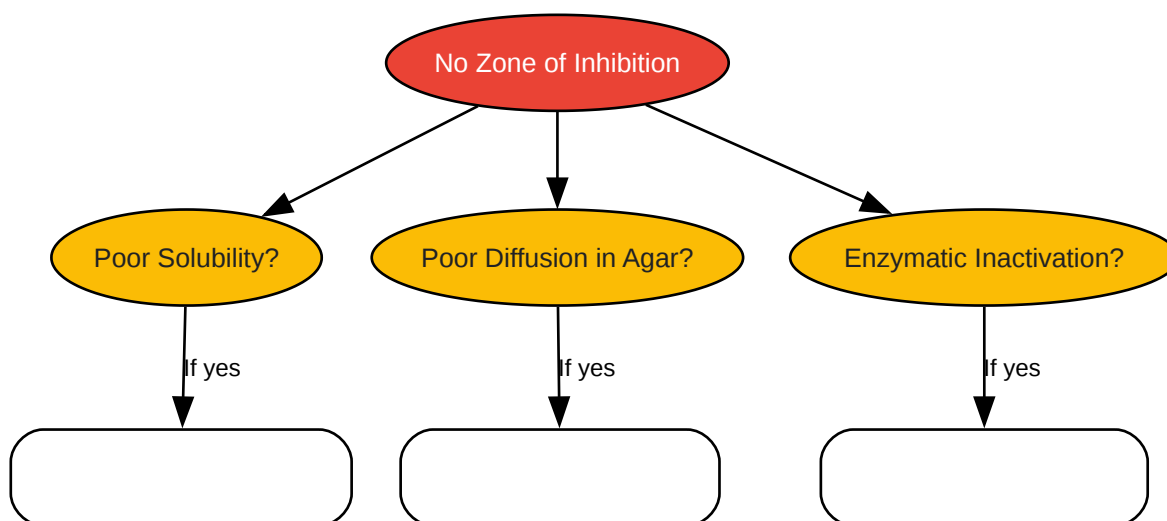 No Zone of Inhibition
Poor Solubility?
Poor Diffusion in Agar?
Enzymatic Inactivation?
If yes
If yes
If yes